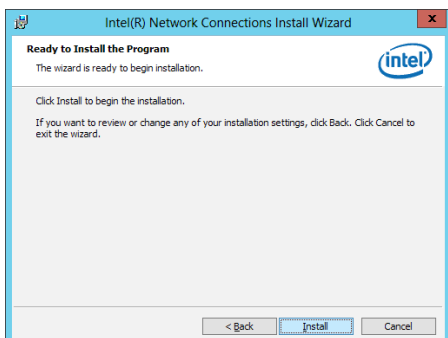 Intel(R) Network Connections Install Wizard
x
Ready to Install the Program
The wizard is ready to begin installation.
intel
Click Install to begin the installation.
If you want to review or change any of your installation settings, click Back. Click Cancel to
exit the wizard.
< Back
Install
Cancel